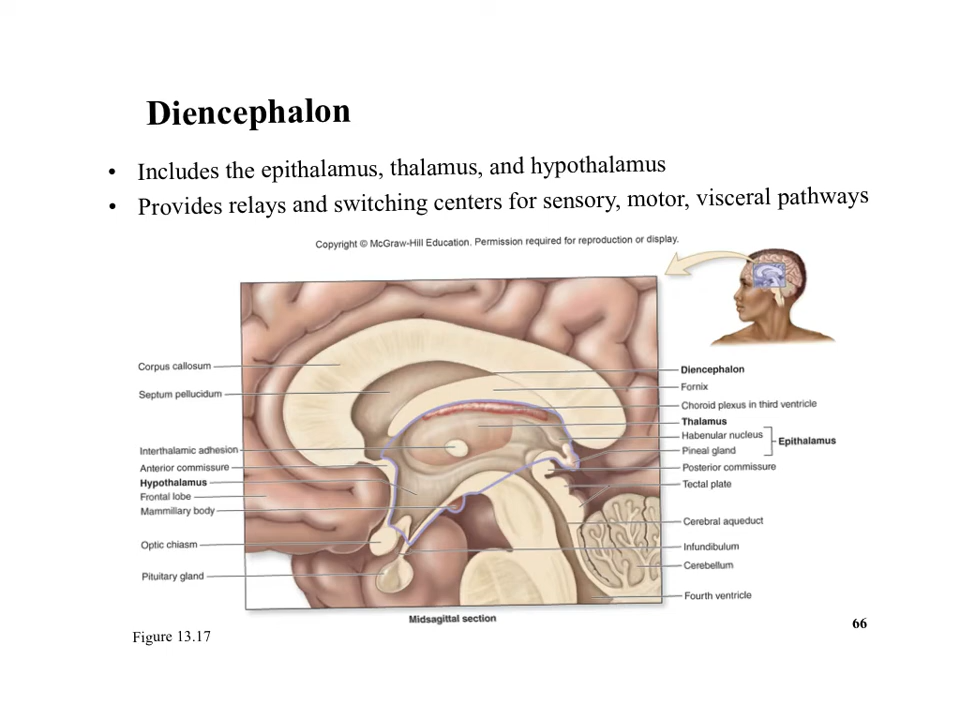 Diencephalon
• Includes the epithalamus, thalamus, and hypothalamus
• Provides relays and switching centers for sensory, motor, visceral pathways
Copyright © McGraw-Hill Education. Permission required for reproduction or display.
Corpus callosum
Septum pellucidum
Interthalamic adhesion
Anterior commissure
Hypothalamus
Frontal lobe
Mammillary body
Optic chiasm
Pituitary gland
Diencephalon
Fornix
Choroid plexus in third ventricle
Thalamus
Habenular nucleus
Pineal gland
Epithalamus
Posterior commissure
Tectal plate
Cerebral aqueduct
Infundibulum
Cerebellum
Fourth ventricle
Midsagittal section
Figure 13.17
66